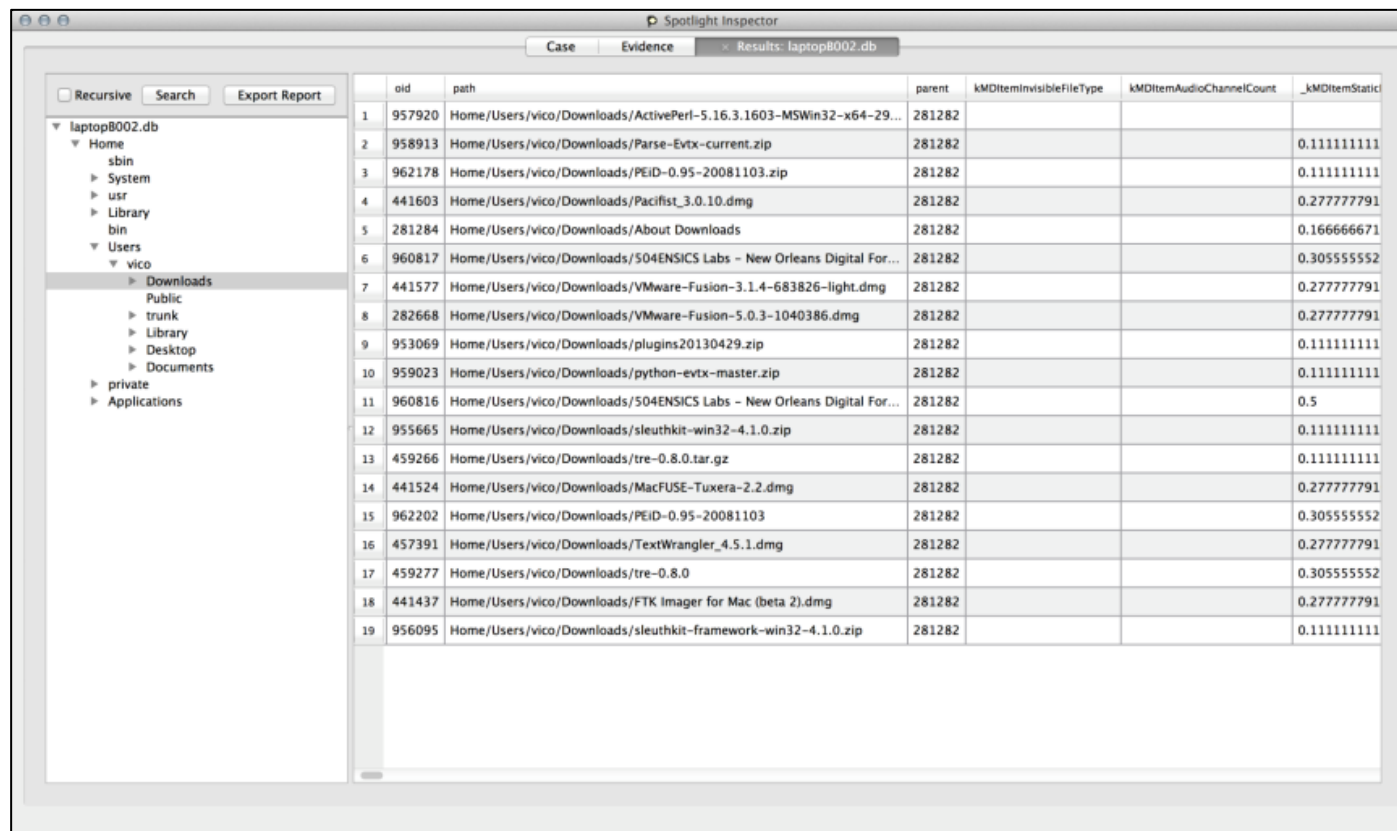 Spotlight Inspector
Case Evidence × Results: laptop8002.db
Recursive Search Export Report
laptop8002.db
Home
sbin
System
usr
Library
bin
Users
vico
Downloads
Public
trunk
Library
Desktop
Documents
private
Applications
oid path parent kMDItemInvisibleFileType kMDItemAudioChannelCount _kMDItemStatic
1 957920 Home/Users/vico/Downloads/ActivePerl-5.16.3.1603-MSWin32-x64-29... 281282
2 958913 Home/Users/vico/Downloads/Parse-Evtx-current.zip 281282 0.111111111
3 962178 Home/Users/vico/Downloads/PEiD-0.95-20081103.zip 281282 0.111111111
4 441603 Home/Users/vico/Downloads/Pacifist_3.0.10.dmg 281282 0.277777791
5 281284 Home/Users/vico/Downloads/About Downloads 281282 0.166666671
6 960817 Home/Users/vico/Downloads/504ENSICS Labs - New Orleans Digital For... 281282 0.305555552
7 441577 Home/Users/vico/Downloads/VMware-Fusion-3.1.4-683826-light.dmg 281282 0.277777791
8 282668 Home/Users/vico/Downloads/VMware-Fusion-5.0.3-1040386.dmg 281282 0.277777791
9 953069 Home/Users/vico/Downloads/plugins20130429.zip 281282 0.111111111
10 959023 Home/Users/vico/Downloads/python-evtx-master.zip 281282 0.111111111
11 960816 Home/Users/vico/Downloads/504ENSICS Labs - New Orleans Digital For... 281282 0.5
12 955665 Home/Users/vico/Downloads/sleuthkit-win32-4.1.0.zip 281282 0.111111111
13 459266 Home/Users/vico/Downloads/tre-0.8.0.tar.gz 281282 0.111111111
14 441524 Home/Users/vico/Downloads/MacFUSE-Tuxera-2.2.dmg 281282 0.277777791
15 962202 Home/Users/vico/Downloads/PEiD-0.95-20081103 281282 0.305555552
16 457391 Home/Users/vico/Downloads/TextWrangler_4.5.1.dmg 281282 0.277777791
17 459277 Home/Users/vico/Downloads/tre-0.8.0 281282 0.305555552
18 441437 Home/Users/vico/Downloads/FTK Imager for Mac (beta 2).dmg 281282 0.277777791
19 956095 Home/Users/vico/Downloads/sleuthkit-framework-win32-4.1.0.zip 281282 0.111111111